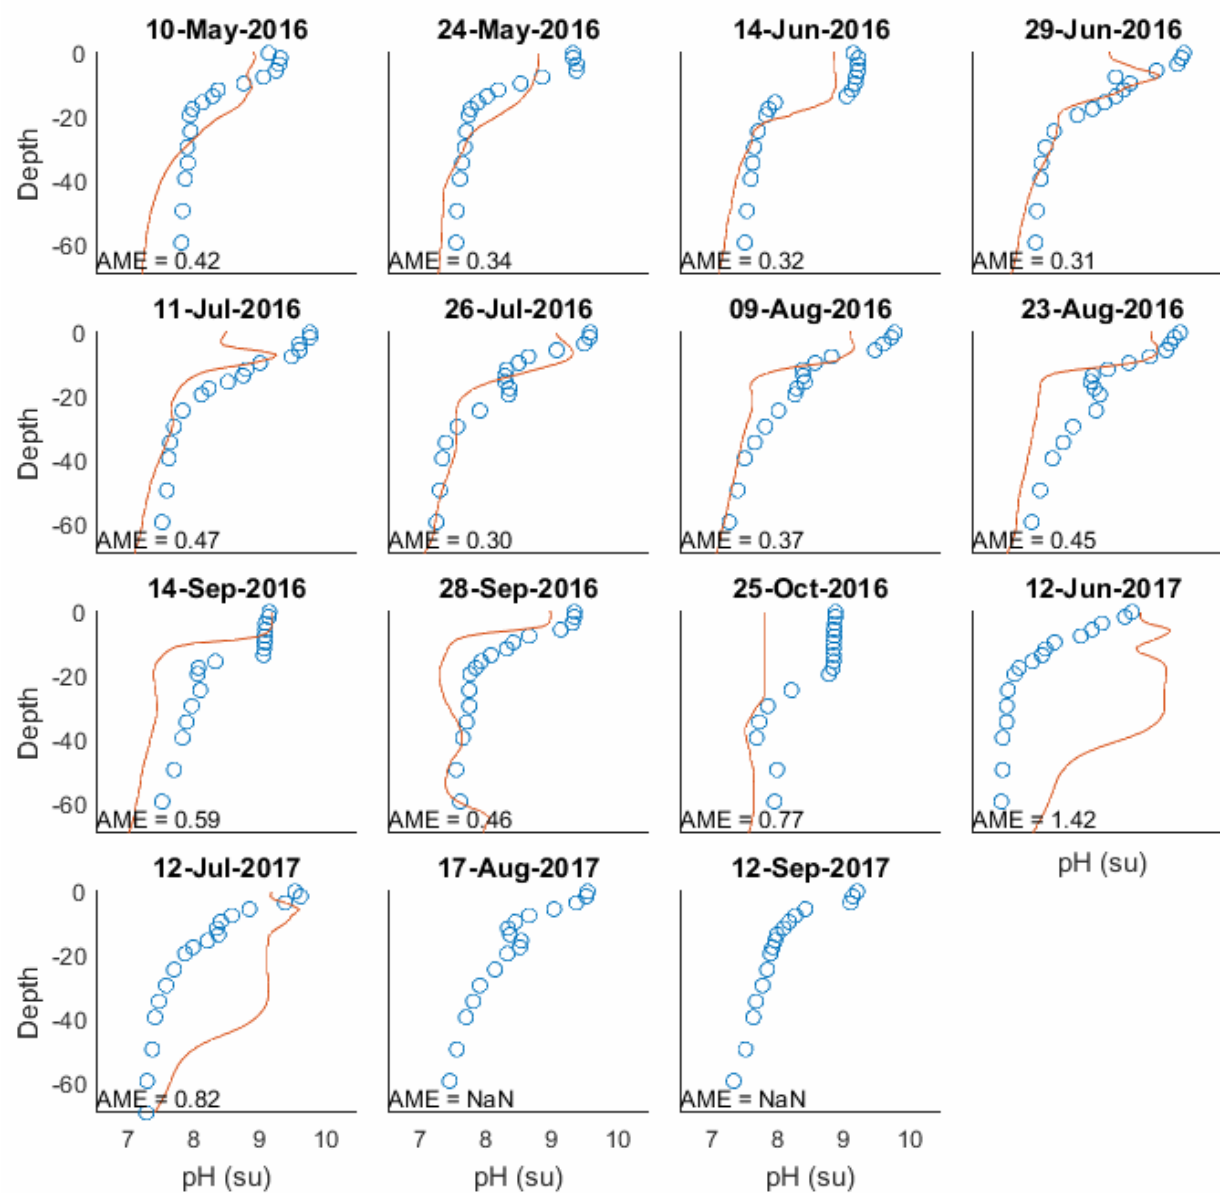 10-May-2016 24-May-2016 14-Jun-2016 29-Jun-2016
0
-20
-40
-60
Depth
AME = 0.42 AME = 0.34 AME = 0.32 AME = 0.31
11-Jul-2016 26-Jul-2016 09-Aug-2016 23-Aug-2016
0
-20
-40
-60
Depth
AME = 0.47 AME = 0.30 AME = 0.37 AME = 0.45
14-Sep-2016 28-Sep-2016 25-Oct-2016 12-Jun-2017
0
-20
-40
-60
Depth
AME = 0.59 AME = 0.46 AME = 0.77 AME = 1.42
pH (su)
12-Jul-2017 17-Aug-2017 12-Sep-2017
0
-20
-40
-60
Depth
AME = 0.82 AME = NaN AME = NaN
7 8 9 10 7 8 9 10 7 8 9 10
pH (su) pH (su) pH (su)